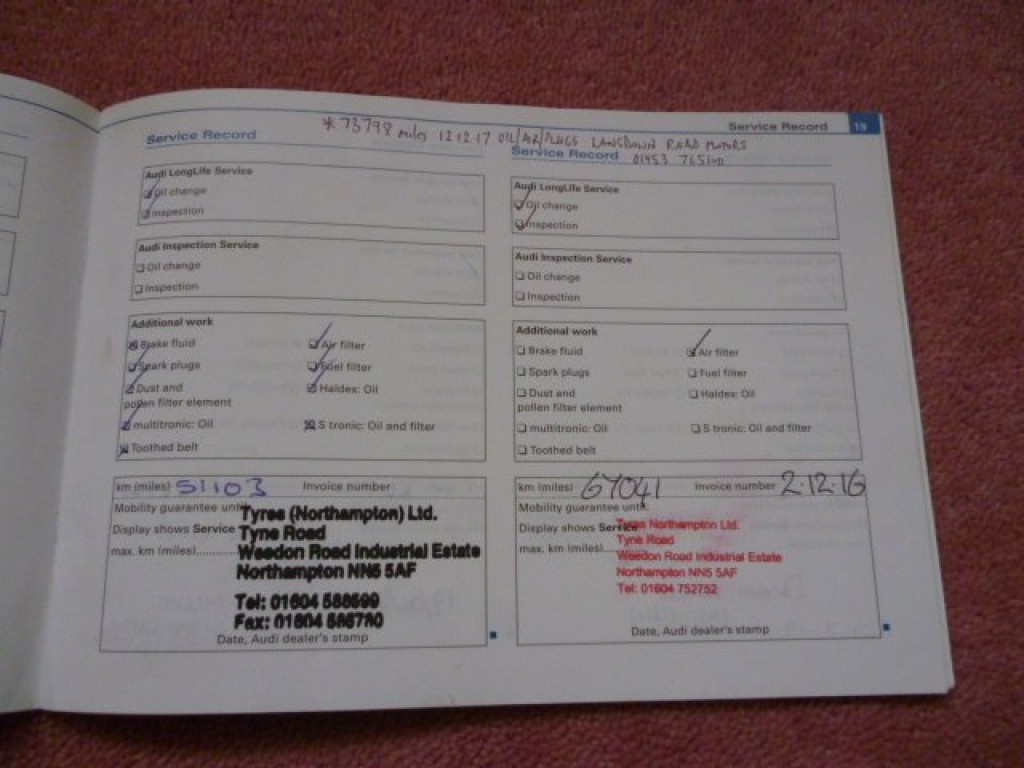 Service Record 19
* 73798 miles 12.12.17 OIL/AIR/PLUGS LANSDOWN ROAD MOTORS
01953 765100
Service Record
Audi LongLife Service
Oil change
Inspection
Audi Inspection Service
Oil change
Inspection
Additional work
Brake fluid Air filter
Spark plugs Fuel filter
Dust and Haldex: Oil
pollen filter element
multitronic: Oil S tronic: Oil and filter
Toothed belt
km (miles) 51103 Invoice number
Mobility guarantee until:
Display shows Service
max. km (miles)..........
Tyres (Northampton) Ltd.
Tyne Road
Weedon Road Industrial Estate
Northampton NN5 5AF
Tel: 01604
Fax: 01604
Date, Audi dealer's stamp
Service Record
Audi LongLife Service
Oil change
Inspection
Audi Inspection Service
Oil change
Inspection
Additional work
Brake fluid Air filter
Spark plugs Fuel filter
Dust and Haldex: Oil
pollen filter element
multitronic: Oil S tronic: Oil and filter
Toothed belt
km (miles) 67041 Invoice number 2.12.16
Mobility guarantee until:
Display shows Service
max. km (miles)..........
Tyres Northampton Ltd.
Tyne Road
Weedon Road Industrial Estate
Northampton NN5 5AF
Tel: 01604 752752
Date, Audi dealer's stamp